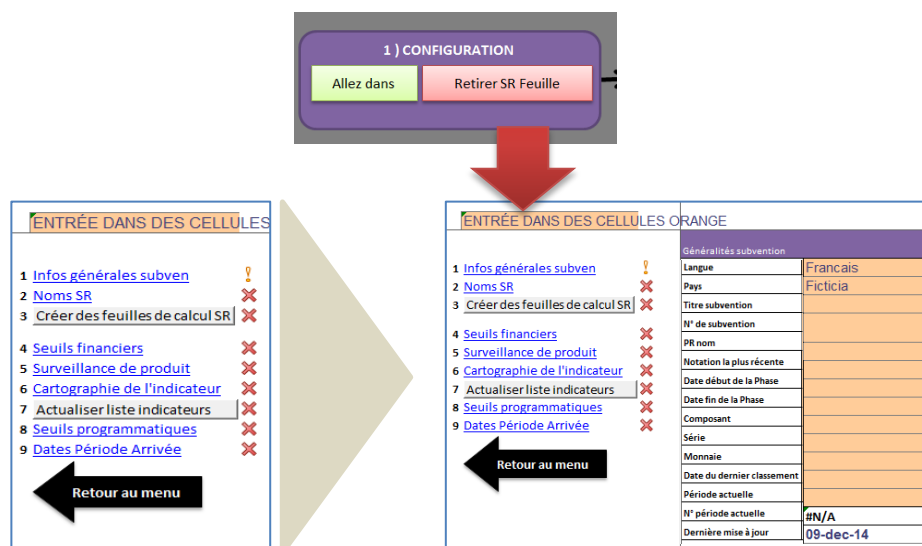 1 ) CONFIGURATION
Allez dans
Retirer SR Feuille
ENTRÉE DANS DES CELLULES
1 Infos générales subven
2 Noms SR
3 Créer des feuilles de calcul SR
4 Seuils financiers
5 Surveillance de produit
6 Cartographie de l'indicateur
7 Actualiser liste indicateurs
8 Seuils programmatiques
9 Dates Période Arrivée
Retour au menu
ENTRÉE DANS DES CELLULES ORANGE
1 Infos générales subven
2 Noms SR
3 Créer des feuilles de calcul SR
4 Seuils financiers
5 Surveillance de produit
6 Cartographie de l'indicateur
7 Actualiser liste indicateurs
8 Seuils programmatiques
9 Dates Période Arrivée
Retour au menu
Généralités subvention
Langue Francais
Pays Ficticia
Titre subvention
N° de subvention
PR nom
Notation la plus récente
Date début de la Phase
Date fin de la Phase
Composant
Série
Monnaie
Date du dernier classement
Période actuelle
N° période actuelle #N/A
Dernière mise à jour 09-dec-14